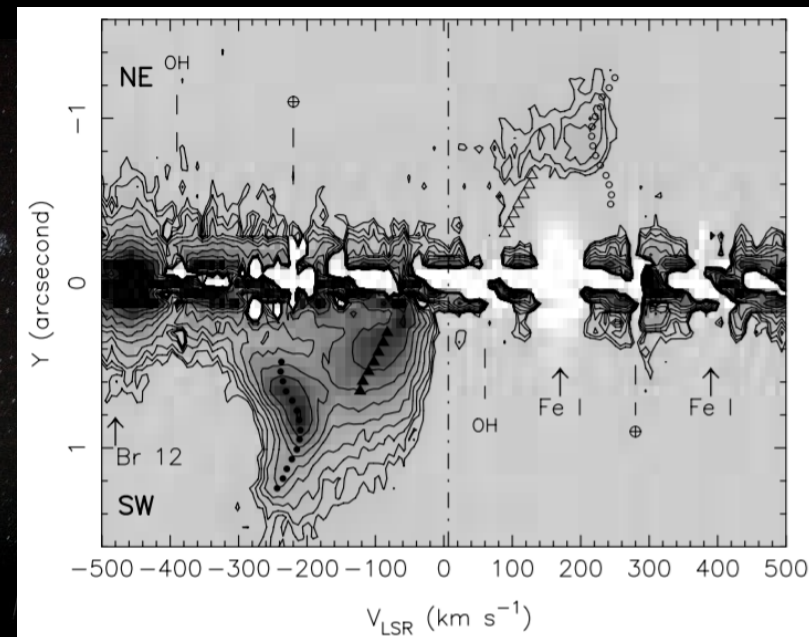 NE
OH
⊕
-1
0
1
Y (arcsecond)
OH
Fe I
⊕
Fe I
Br 12
SW
-500 -400 -300 -200 -100 0 100 200 300 400 500
V_LSR (km s⁻¹)